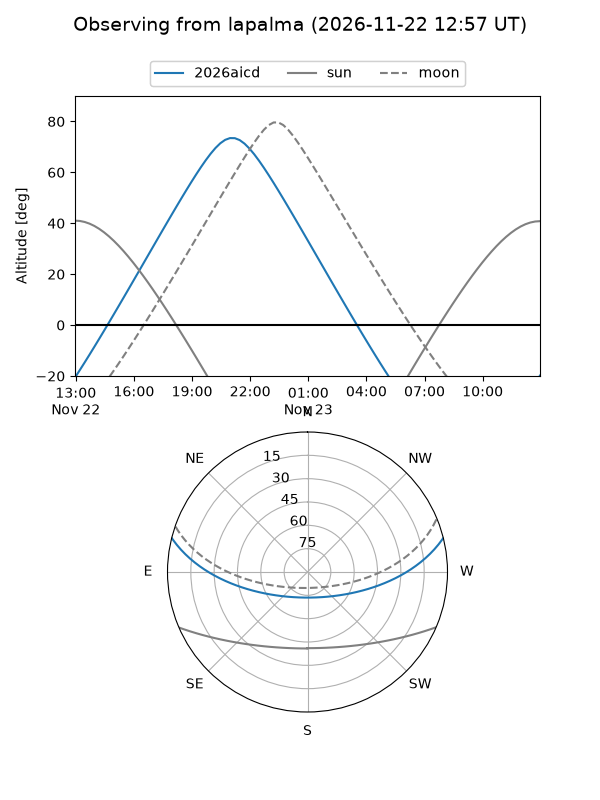 Observing from lapalma (2026-11-22 12:57 UT)
2026aicd sun moon
Altitude [deg]
80
60
40
20
0
−20
13:00 16:00 19:00 22:00 01:00 04:00 07:00 10:00
Nov 22 Nov 23
N
NE NW
15
30
45
60
75
E W
SE SW
S